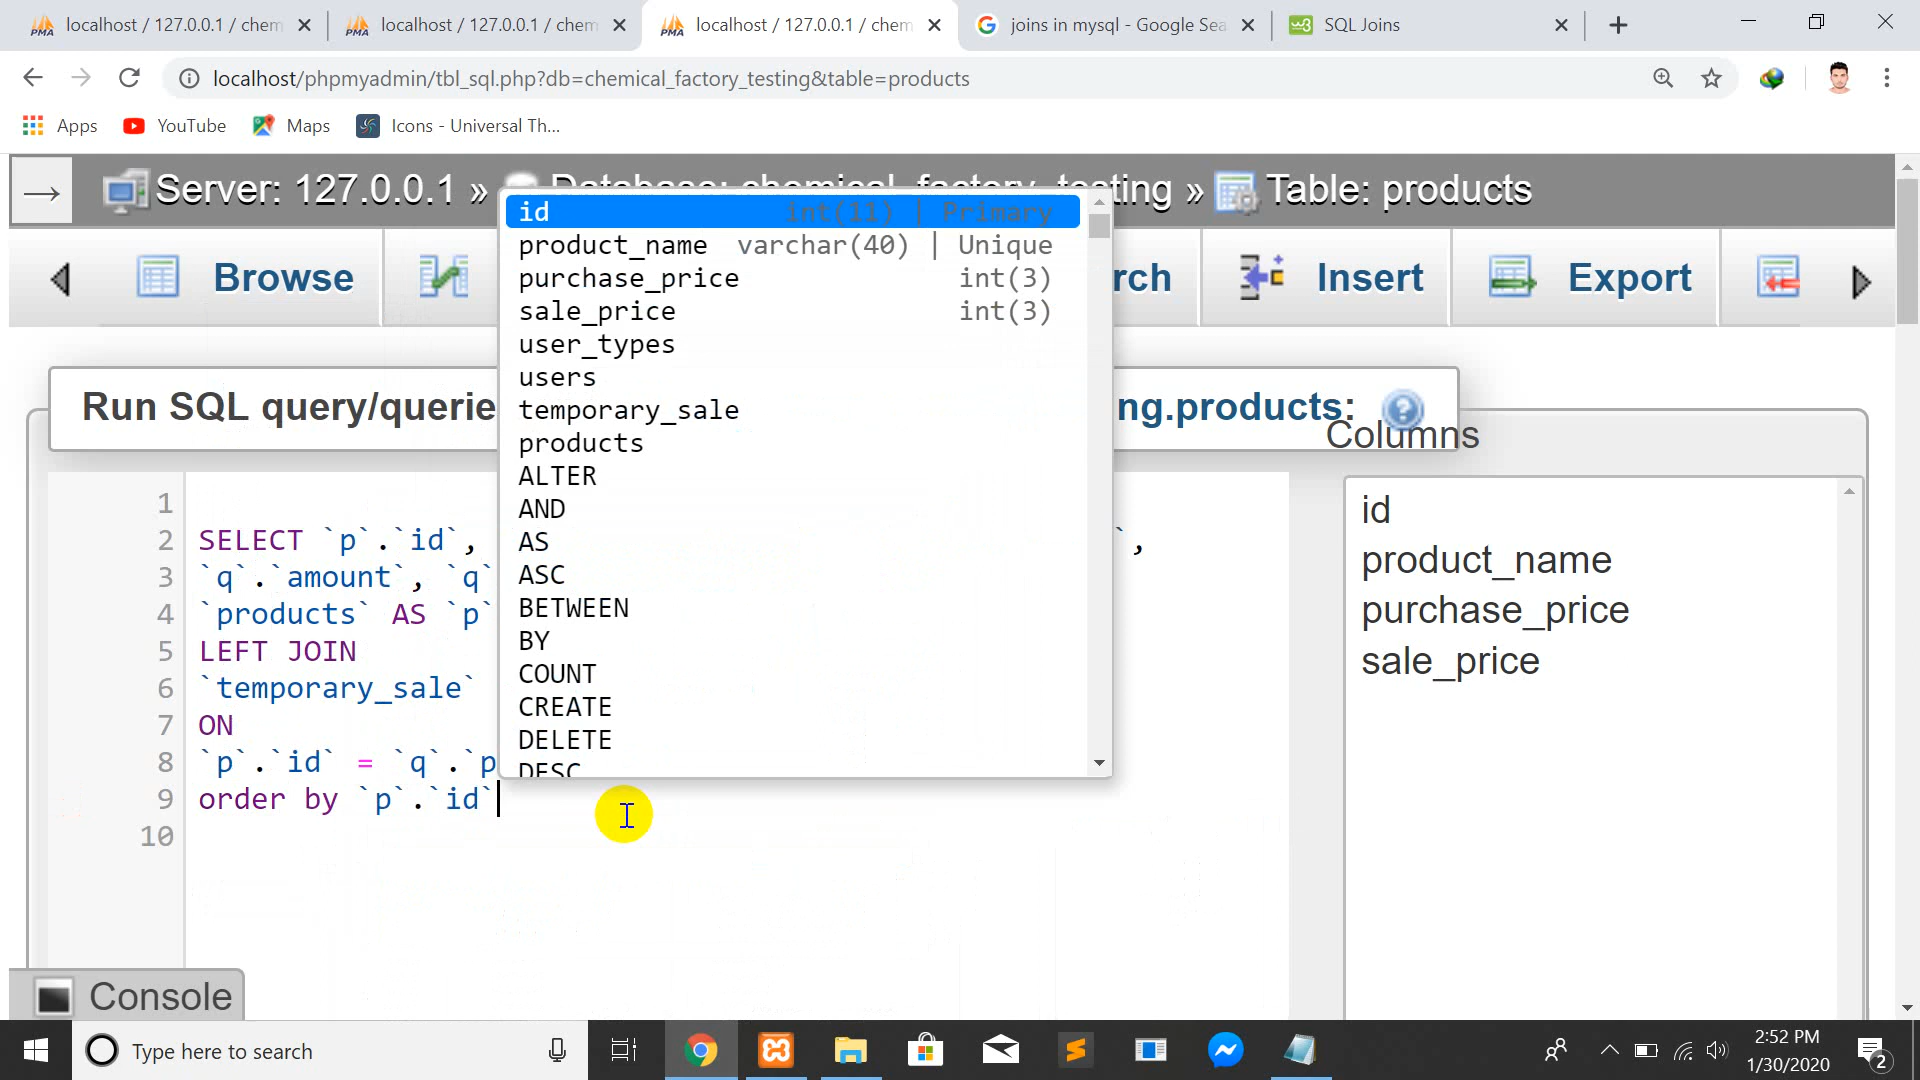 localhost / 127.0.0.1 / chem
localhost / 127.0.0.1 / chem
localhost / 127.0.0.1 / chem
joins in mysql - Google Sea
SQL Joins
localhost/phpmyadmin/tbl_sql.php?db=chemical_factory_testing&table=products
Apps
YouTube
Maps
Icons - Universal Th...
Server: 127.0.0.1 » Database: chemical_factory_testing » Table: products
Browse
rch
Insert
Export
id int(11) | Primary
product_name varchar(40) | Unique
purchase_price int(3)
sale_price int(3)
user_types
users
temporary_sale
products
ALTER
AND
AS
ASC
BETWEEN
BY
COUNT
CREATE
DELETE
DESC
Run SQL query/querie
ng.products:
Columns
id
product_name
purchase_price
sale_price
1
2 SELECT `p`.`id`, `,
3 `q`.`amount`, `q`
4 `products` AS `p`
5 LEFT JOIN
6 `temporary_sale`
7 ON
8 `p`.`id` = `q`.`p
9 order by `p`.`id`
10
Console
Type here to search
2:52 PM
1/30/2020
2